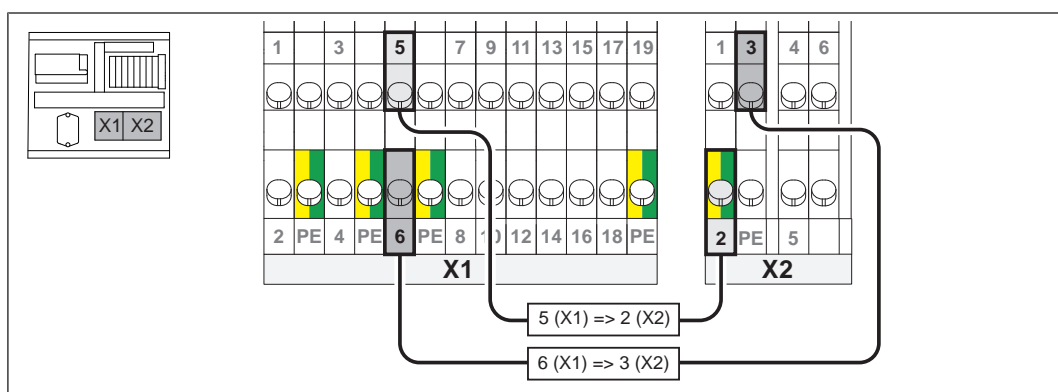 X1 X2
1 3 5 7 9 11 13 15 17 19
2 PE 4 PE 6 PE 8 10 12 14 16 18 PE
X1
1 3 4 6
2 PE 5
X2
5 (X1) => 2 (X2)
6 (X1) => 3 (X2)